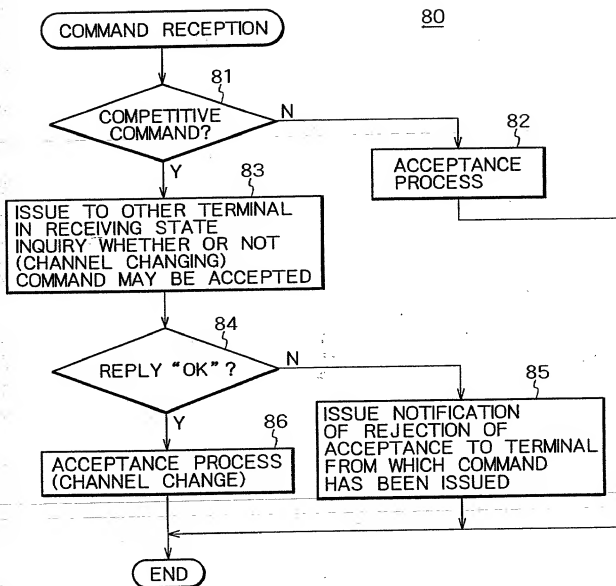 COMMAND RECEPTION
80
81
COMPETITIVE
COMMAND?
N
Y
82
ACCEPTANCE
PROCESS
83
ISSUE TO OTHER TERMINAL
IN RECEIVING STATE
INQUIRY WHETHER OR NOT
(CHANNEL CHANGING)
COMMAND MAY BE ACCEPTED
84
REPLY "OK"?
N
Y
85
ISSUE NOTIFICATION
OF REJECTION OF
ACCEPTANCE TO TERMINAL
FROM WHICH COMMAND
HAS BEEN ISSUED
86
ACCEPTANCE PROCESS
(CHANNEL CHANGE)
END